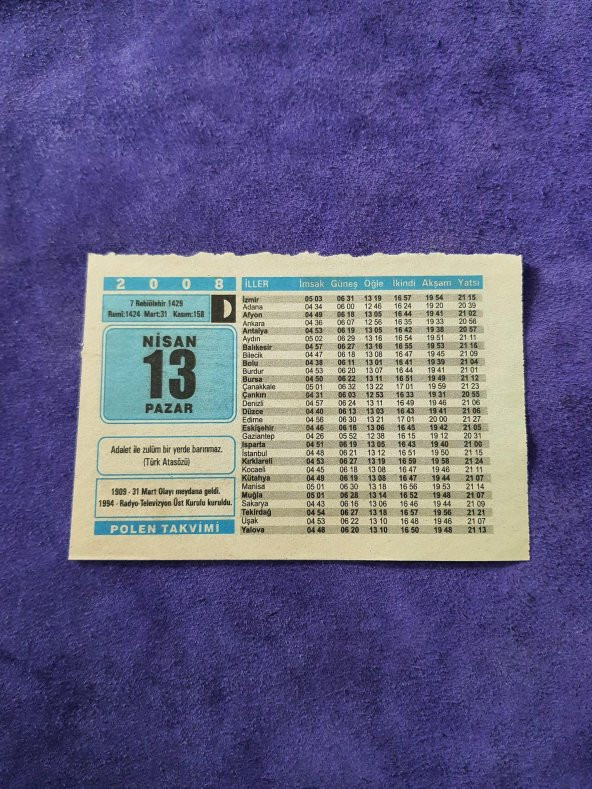 2 0 0 8
7 Rebiülahir 1429
Rumi:1424 Mart:31 Kasım:158
NİSAN
13
PAZAR
Adalet ile zulüm bir yerde barınmaz.
(Türk Atasözü)
1909 - 31 Mart Olayı meydana geldi.
1994 - Radyo-Televizyon Üst Kurulu kuruldu.
POLEN TAKVİMİ
İLLER İmsak Güneş Öğle İkindi Akşam Yatsı
İzmir 05 03 06 31 13 19 16 57 19 54 21 15
Adana 04 34 06 00 12 46 16 24 19 20 20 39
Afyon 04 49 06 18 13 05 16 44 19 41 21 02
Ankara 04 36 06 07 12 56 16 35 19 33 20 56
Antalya 04 53 06 19 13 05 16 42 19 38 20 57
Aydın 05 02 06 29 13 16 16 54 19 51 21 11
Balıkesir 04 57 06 27 13 16 16 55 19 53 21 16
Bilecik 04 47 06 18 13 08 16 47 19 45 21 09
Bolu 04 38 06 11 13 01 16 41 19 39 21 04
Burdur 04 53 06 20 13 07 16 44 19 41 21 01
Bursa 04 50 06 22 13 11 16 51 19 49 21 12
Çanakkale 05 01 06 32 13 22 17 01 19 59 21 23
Çankırı 04 31 06 03 12 53 16 33 19 31 20 55
Denizli 04 57 06 24 13 11 16 49 19 46 21 06
Düzce 04 40 06 13 13 03 16 43 19 41 21 06
Edirne 04 56 06 30 13 21 17 01 20 00 21 27
Eskişehir 04 46 06 16 13 06 16 45 19 42 21 05
Gaziantep 04 26 05 52 12 38 16 15 19 12 20 31
Isparta 04 51 06 19 13 05 16 43 19 40 21 00
İstanbul 04 48 06 21 13 12 16 51 19 50 21 15
Kırklareli 04 53 06 27 13 19 16 59 19 58 21 24
Kocaeli 04 45 06 18 13 08 16 47 19 46 21 11
Kütahya 04 49 06 19 13 08 16 47 19 44 21 07
Manisa 05 01 06 30 13 18 16 56 19 53 21 14
Muğla 05 01 06 28 13 14 16 52 19 48 21 07
Sakarya 04 43 06 16 13 06 16 46 19 44 21 09
Tekirdağ 04 54 06 27 13 18 16 57 19 56 21 21
Uşak 04 53 06 22 13 10 16 48 19 46 21 07
Yalova 04 48 06 20 13 10 16 50 19 48 21 13